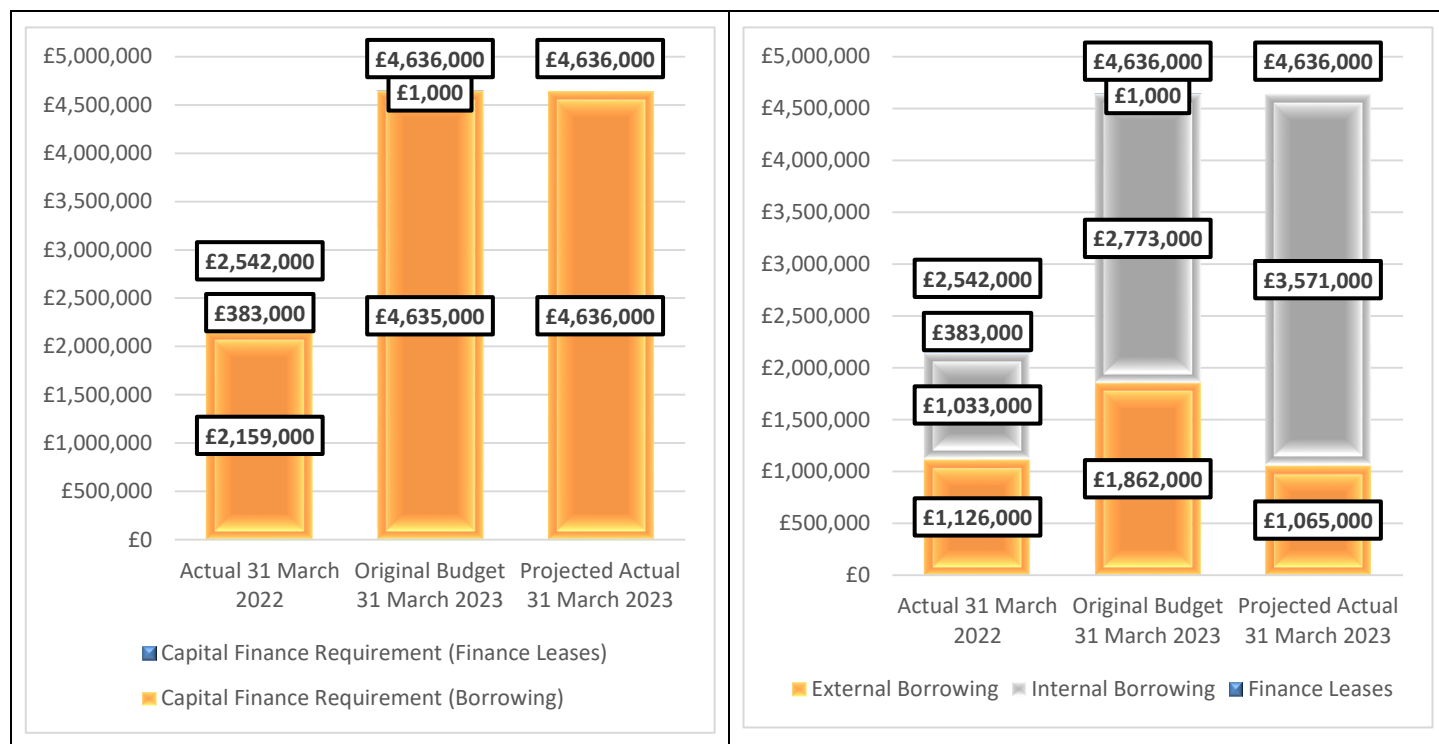 £5,000,000
£4,500,000
£4,000,000
£3,500,000
£3,000,000
£2,500,000
£2,000,000
£1,500,000
£1,000,000
£500,000
£0
£2,542,000
£383,000
£2,159,000
£4,636,000
£1,000
£4,635,000
£4,636,000
£4,636,000
Actual 31 March
2022
Original Budget
31 March 2023
Projected Actual
31 March 2023
Capital Finance Requirement (Finance Leases)
Capital Finance Requirement (Borrowing)
£5,000,000
£4,500,000
£4,000,000
£3,500,000
£3,000,000
£2,500,000
£2,000,000
£1,500,000
£1,000,000
£500,000
£0
£2,542,000
£383,000
£1,033,000
£1,126,000
£4,636,000
£1,000
£2,773,000
£1,862,000
£4,636,000
£3,571,000
£1,065,000
Actual 31 March
2022
Original Budget
31 March 2023
Projected Actual
31 March 2023
External Borrowing
Internal Borrowing
Finance Leases